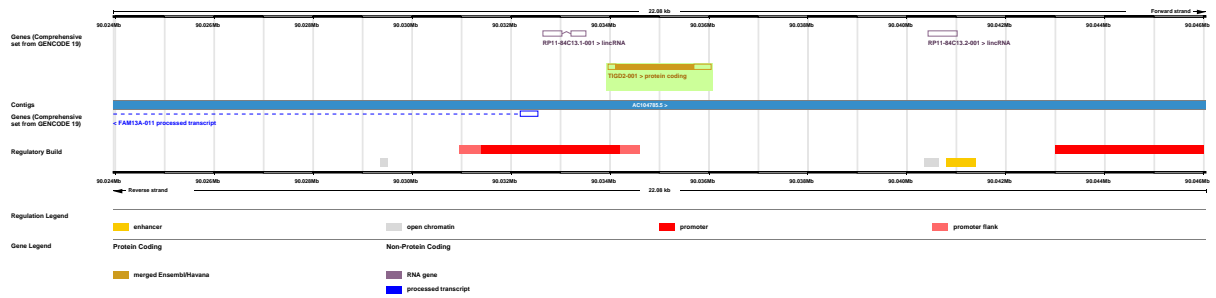 22.08 kb
Forward strand
90.024Mb 90.026Mb 90.028Mb 90.030Mb 90.032Mb 90.034Mb 90.036Mb 90.038Mb 90.040Mb 90.042Mb 90.044Mb 90.046Mb
Genes (Comprehensive
set from GENCODE 19)
RP11-84C13.1-001 > lincRNA
RP11-84C13.2-001 > lincRNA
TIGD2-001 > protein coding
Contigs
AC104785.5 >
Genes (Comprehensive
set from GENCODE 19)
< FAM13A-011 processed transcript
Regulatory Build
90.024Mb 90.026Mb 90.028Mb 90.030Mb 90.032Mb 90.034Mb 90.036Mb 90.038Mb 90.040Mb 90.042Mb 90.044Mb 90.046Mb
Reverse strand
22.08 kb
Regulation Legend
enhancer
open chromatin
promoter
promoter flank
Gene Legend
Protein Coding
Non-Protein Coding
merged Ensembl/Havana
RNA gene
processed transcript